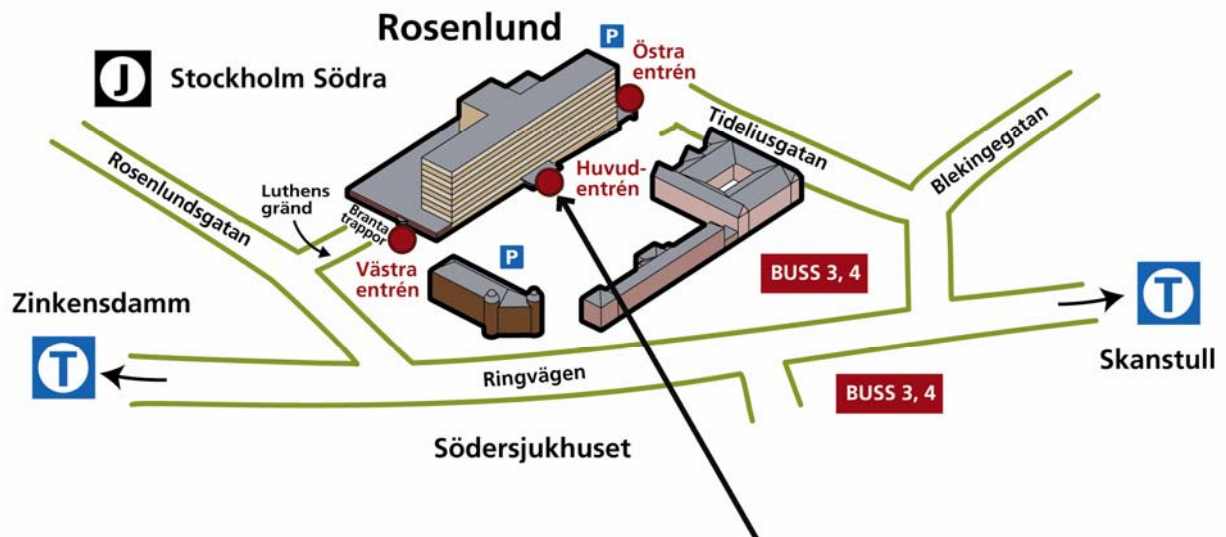 Rosenlund
P
Östra
entrén
J
Stockholm Södra
Tideliusgatan
Blekingegatan
Rosenlundsgatan
Luthens
gränd
Branta
trappor
Huvud-
entrén
Västra
entrén
P
BUSS 3, 4
Zinkensdamm
T
T
Skanstull
Ringvägen
BUSS 3, 4
Södersjukhuset